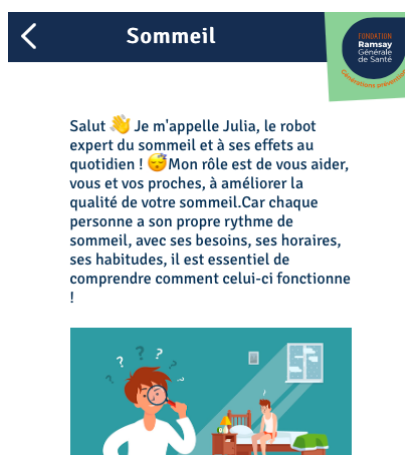 Sommeil
FONDATION
Ramsay
Générale
de Santé
Générations prévention
Salut 👋 Je m'appelle Julia, le robot
expert du sommeil et à ses effets au
quotidien ! 😴Mon rôle est de vous aider,
vous et vos proches, à améliorer la
qualité de votre sommeil.Car chaque
personne a son propre rythme de
sommeil, avec ses besoins, ses horaires,
ses habitudes, il est essentiel de
comprendre comment celui-ci fonctionne
!
? ? ? ? ?